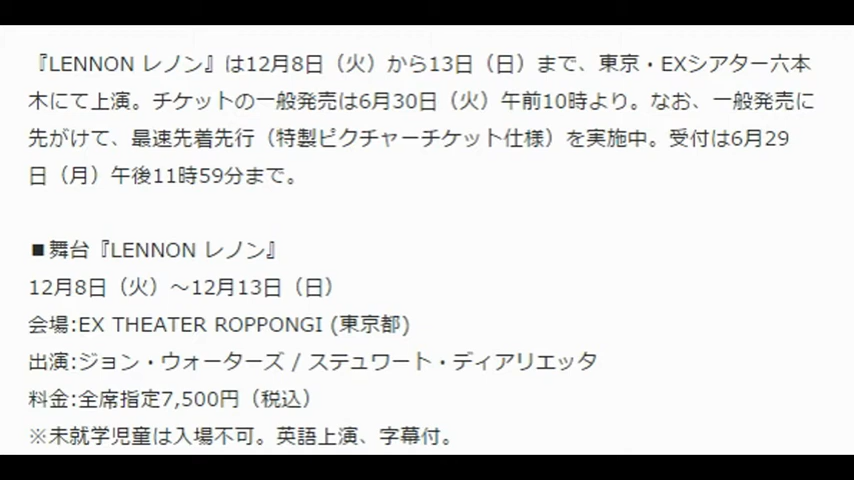 『LENNON レノン』は12月8日（火）から13日（日）まで、東京・EXシアター六本
木にて上演。チケットの一般発売は6月30日（火）午前10時より。なお、一般発売に
先がけて、最速先着先行（特製ピクチャーチケット仕様）を実施中。受付は6月29
日（月）午後11時59分まで。
■舞台『LENNON レノン』
12月8日（火）～12月13日（日）
会場:EX THEATER ROPPONGI (東京都)
出演:ジョン・ウォーターズ / ステュワート・ディアリエッタ
料金:全席指定7,500円（税込）
※未就学児童は入場不可。英語上演、字幕付。